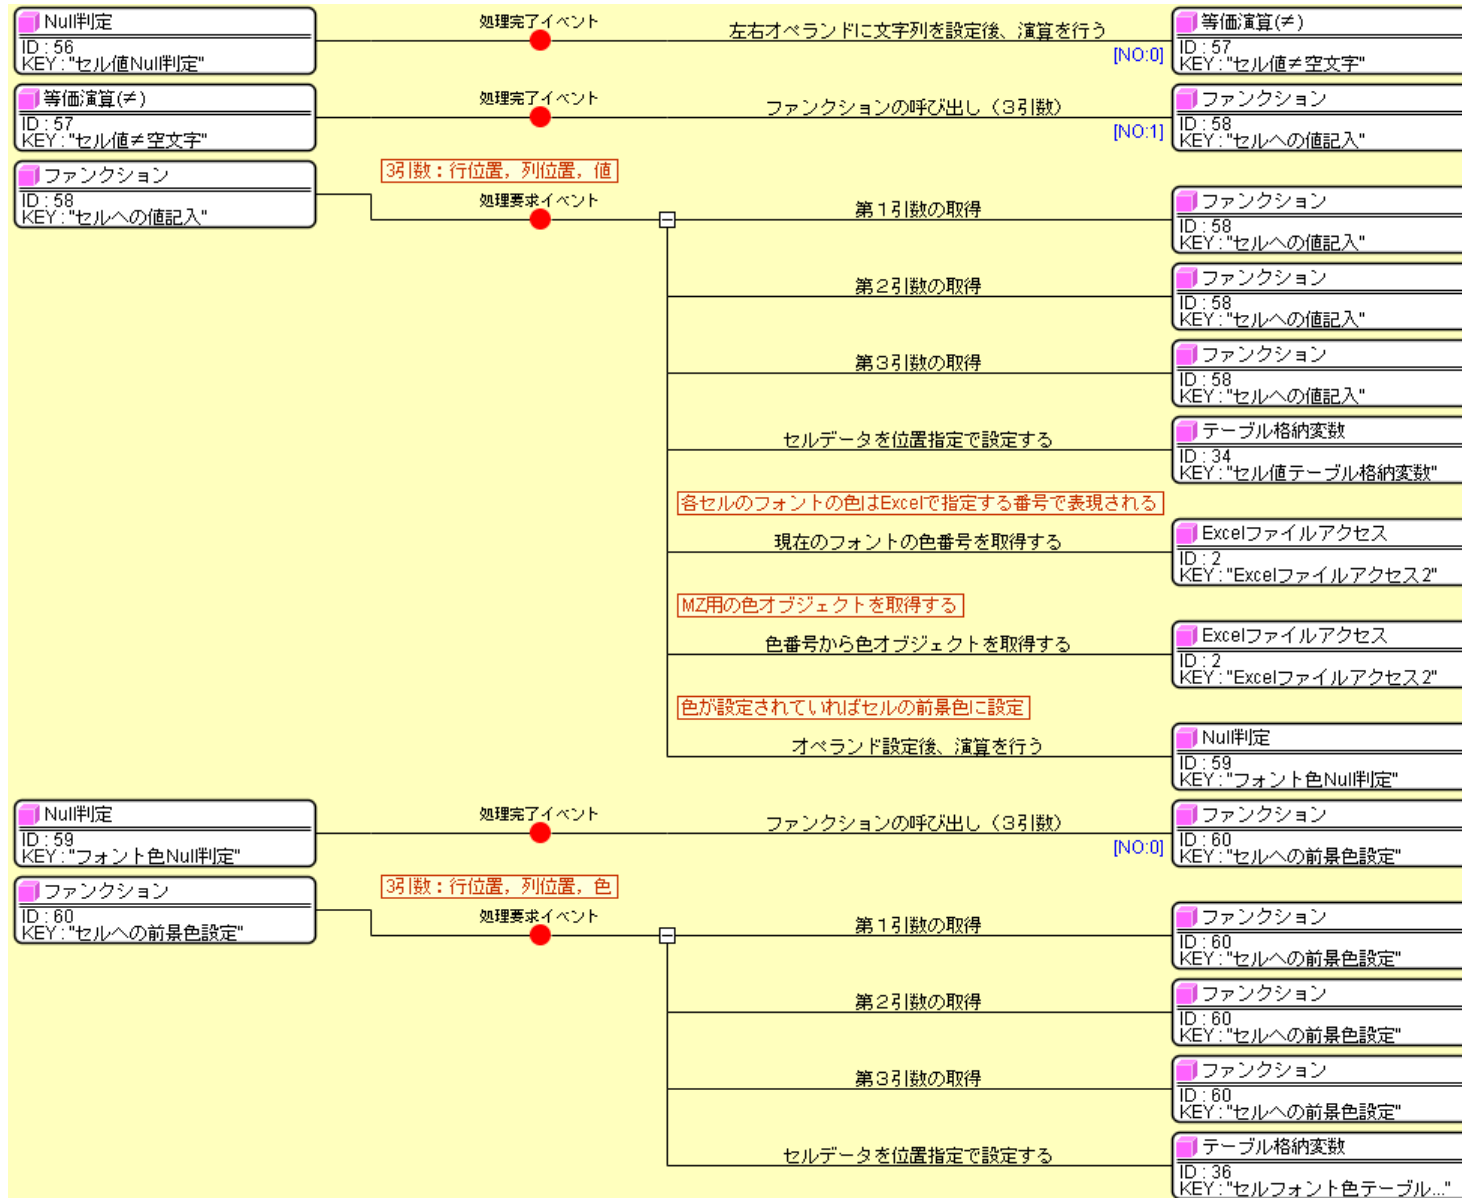 Null判定
ID : 56
KEY : "セル値Null判定"
処理完了イベント
左右オペランドに文字列を設定後、演算を行う
[NO:0]
等価演算(≠)
ID : 57
KEY : "セル値≠空文字"
等価演算(≠)
ID : 57
KEY : "セル値≠空文字"
処理完了イベント
ファンクションの呼び出し（３引数）
[NO:1]
ファンクション
ID : 58
KEY : "セルへの値記入"
ファンクション
ID : 58
KEY : "セルへの値記入"
3引数：行位置，列位置，値
処理要求イベント
第１引数の取得
ファンクション
ID : 58
KEY : "セルへの値記入"
第２引数の取得
ファンクション
ID : 58
KEY : "セルへの値記入"
第３引数の取得
ファンクション
ID : 58
KEY : "セルへの値記入"
セルデータを位置指定で設定する
テーブル格納変数
ID : 34
KEY : "セル値テーブル格納変数"
各セルのフォントの色はExcelで指定する番号で表現される
現在のフォントの色番号を取得する
Excelファイルアクセス
ID : 2
KEY : "Excelファイルアクセス2"
MZ用の色オブジェクトを取得する
色番号から色オブジェクトを取得する
Excelファイルアクセス
ID : 2
KEY : "Excelファイルアクセス2"
色が設定されていればセルの前景色に設定
オペランド設定後、演算を行う
Null判定
ID : 59
KEY : "フォント色Null判定"
Null判定
ID : 59
KEY : "フォント色Null判定"
処理完了イベント
ファンクションの呼び出し（３引数）
[NO:0]
ファンクション
ID : 60
KEY : "セルへの前景色設定"
ファンクション
ID : 60
KEY : "セルへの前景色設定"
3引数：行位置，列位置，色
処理要求イベント
第１引数の取得
ファンクション
ID : 60
KEY : "セルへの前景色設定"
第２引数の取得
ファンクション
ID : 60
KEY : "セルへの前景色設定"
第３引数の取得
ファンクション
ID : 60
KEY : "セルへの前景色設定"
セルデータを位置指定で設定する
テーブル格納変数
ID : 36
KEY : "セルフォント色テーブル..."